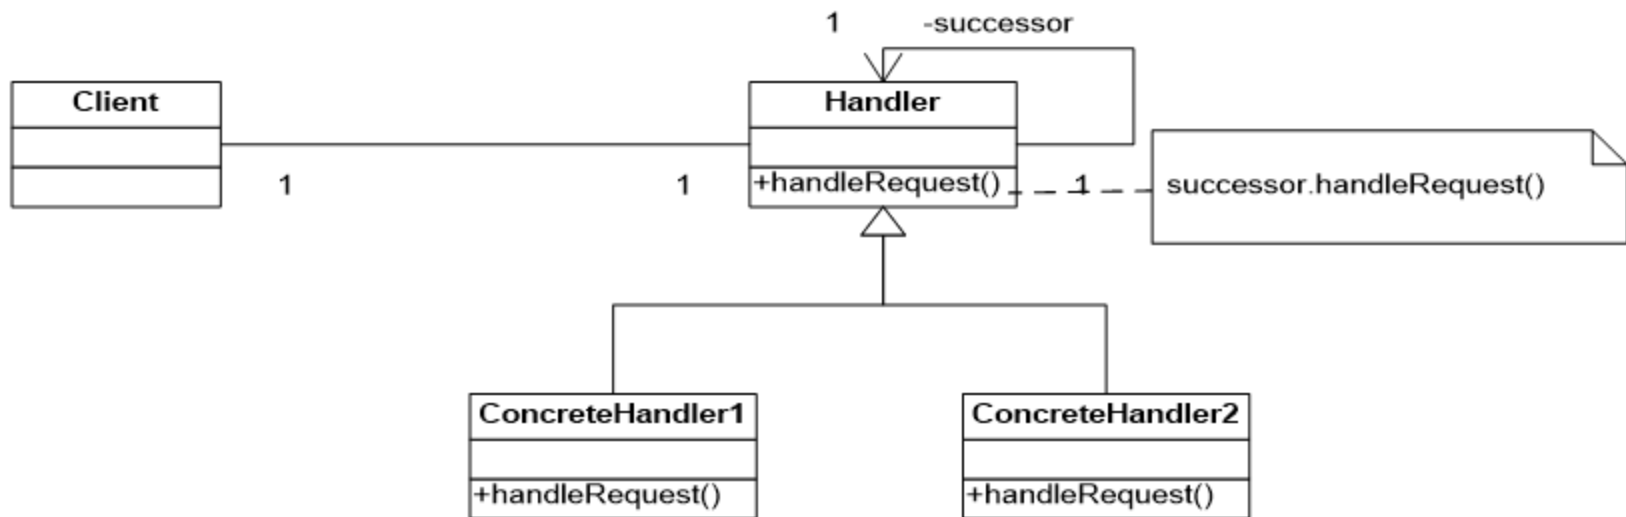 1 -successor
Client
Handler
+handleRequest()
1
1
1
successor.handleRequest()
ConcreteHandler1
ConcreteHandler2
+handleRequest()
+handleRequest()